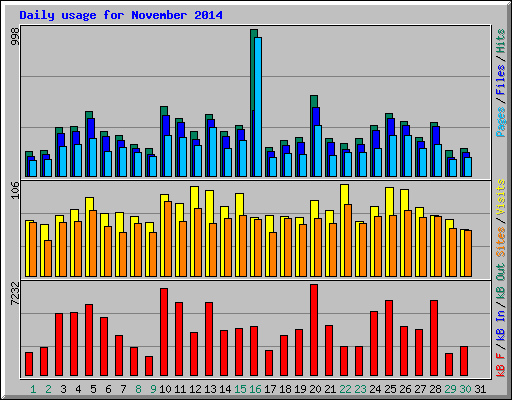 Daily usage for November 2014
998
Pages / Files / Hits
106
Sites / Visits
7232
kB F / kB In / kB Out
1 2 3 4 5 6 7 8 9 10 11 12 13 14 15 16 17 18 19 20 21 22 23 24 25 26 27 28 29 30 31